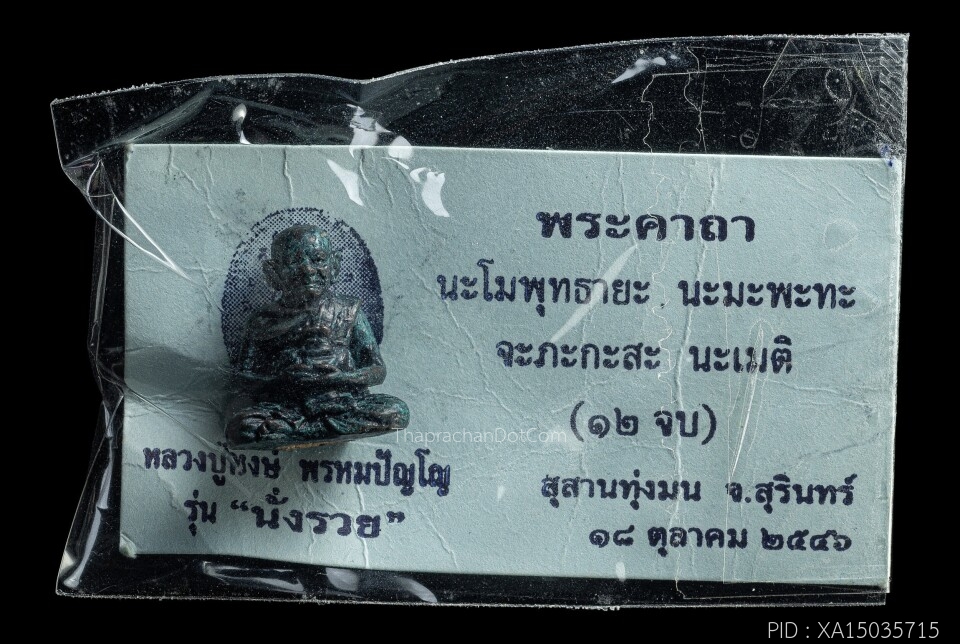 พระคาถา
นะโมพุทธายะ นะมะพะทะ
จะภะกะสะ นะเมติ
(๑๒ จบ)
ThaprachanDotCom
หลวงปู่หงษ์ พรหมปัญโญ
รุ่น "นั่งรวย"
สุสานทุ่งมน จ.สุรินทร์
๑๘ ตุลาคม ๒๕๔๖
PID : XA15035715